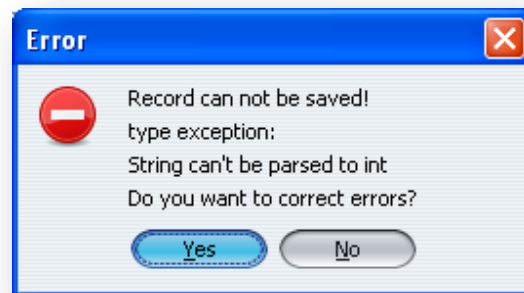 Error
Record can not be saved!
type exception:
String can't be parsed to int
Do you want to correct errors?
Yes
No